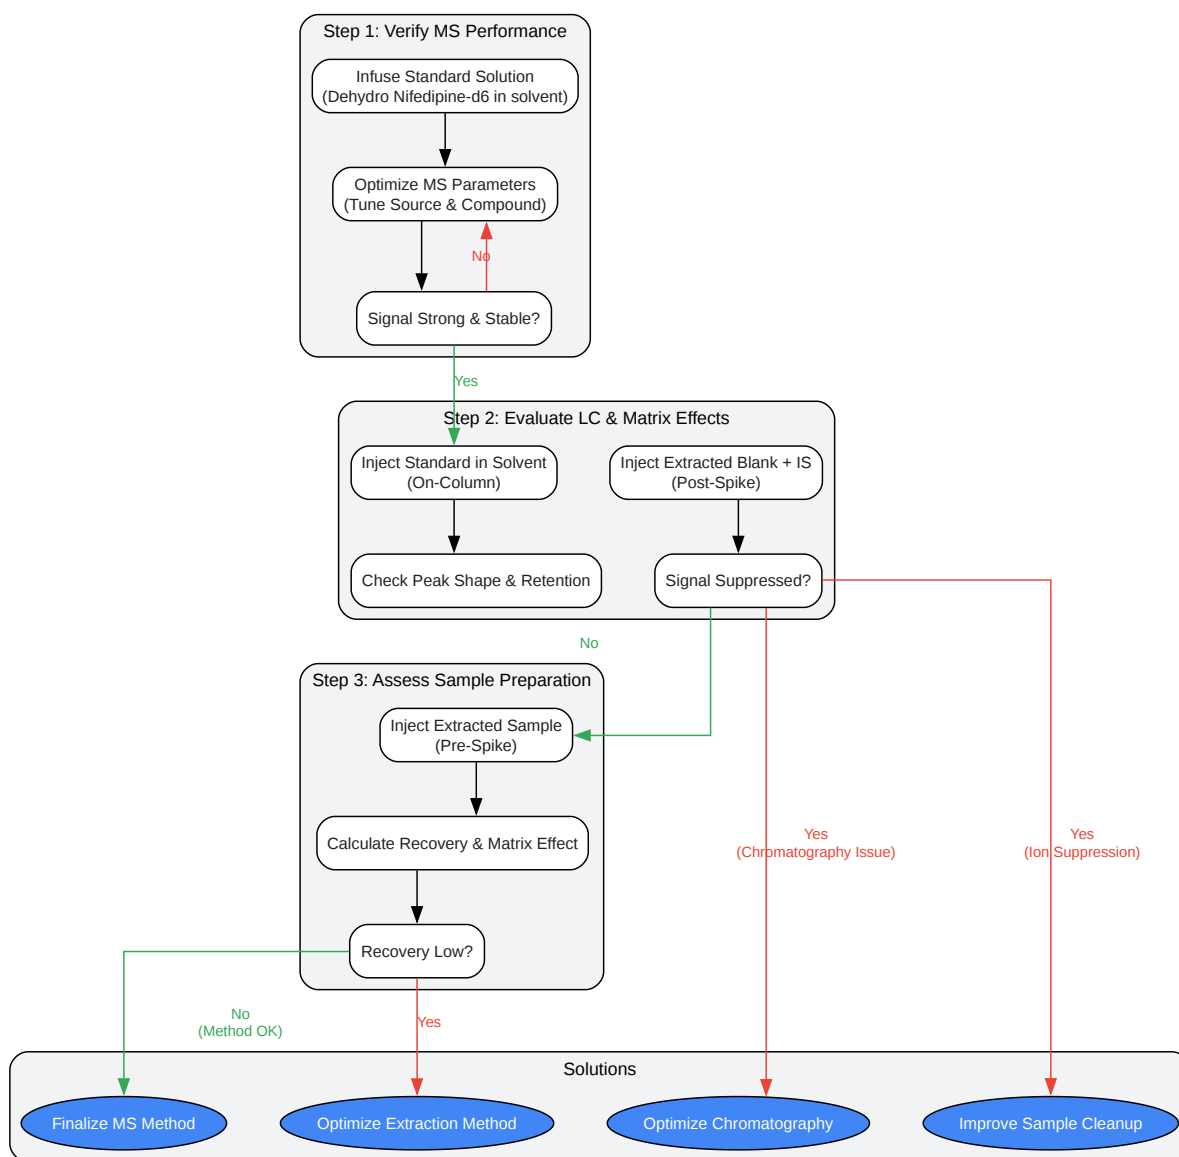 Step 1: Verify MS Performance
Infuse Standard Solution
(Dehydro Nifedipine-d6 in solvent)
Optimize MS Parameters
(Tune Source & Compound)
No
Signal Strong & Stable?
Yes
Step 2: Evaluate LC & Matrix Effects
Inject Standard in Solvent
(On-Column)
Inject Extracted Blank + IS
(Post-Spike)
Check Peak Shape & Retention
Signal Suppressed?
No
Step 3: Assess Sample Preparation
Inject Extracted Sample
(Pre-Spike)
Calculate Recovery & Matrix Effect
Yes
(Chromatography Issue)
Yes
(Ion Suppression)
Recovery Low?
No
(Method OK)
Yes
Solutions
Finalize MS Method
Optimize Extraction Method
Optimize Chromatography
Improve Sample Cleanup